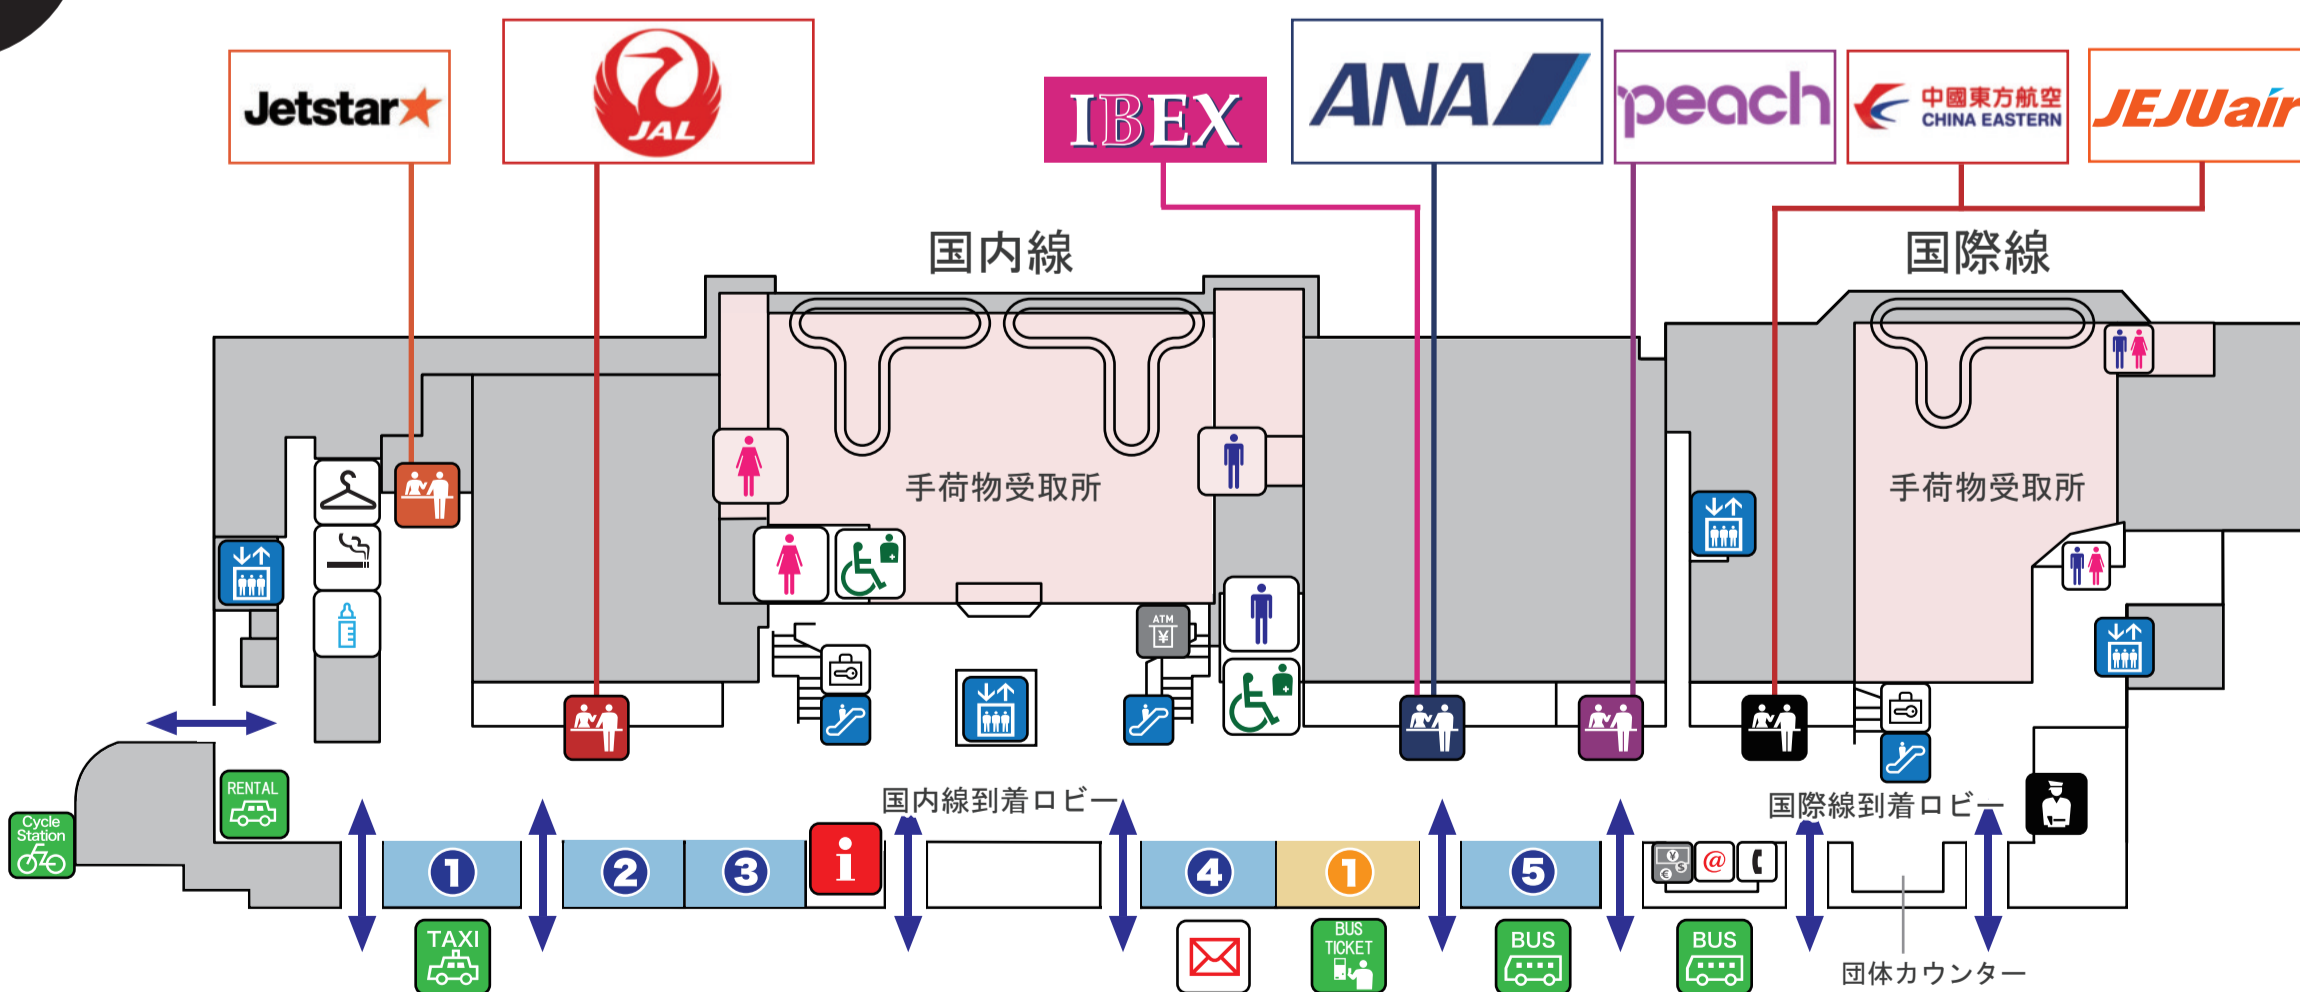 Jetstar
JAL
IBEX
ANA
peach
中國東方航空
CHINA EASTERN
JEJUair
国内線
国際線
手荷物受取所
手荷物受取所
ATM
¥
RENTAL
国内線到着ロビー
国際線到着ロビー
Cycle
Station
1
2
3
i
4
1
5
¥
$
€
@
TAXI
BUS
TICKET
BUS
BUS
団体カウンター